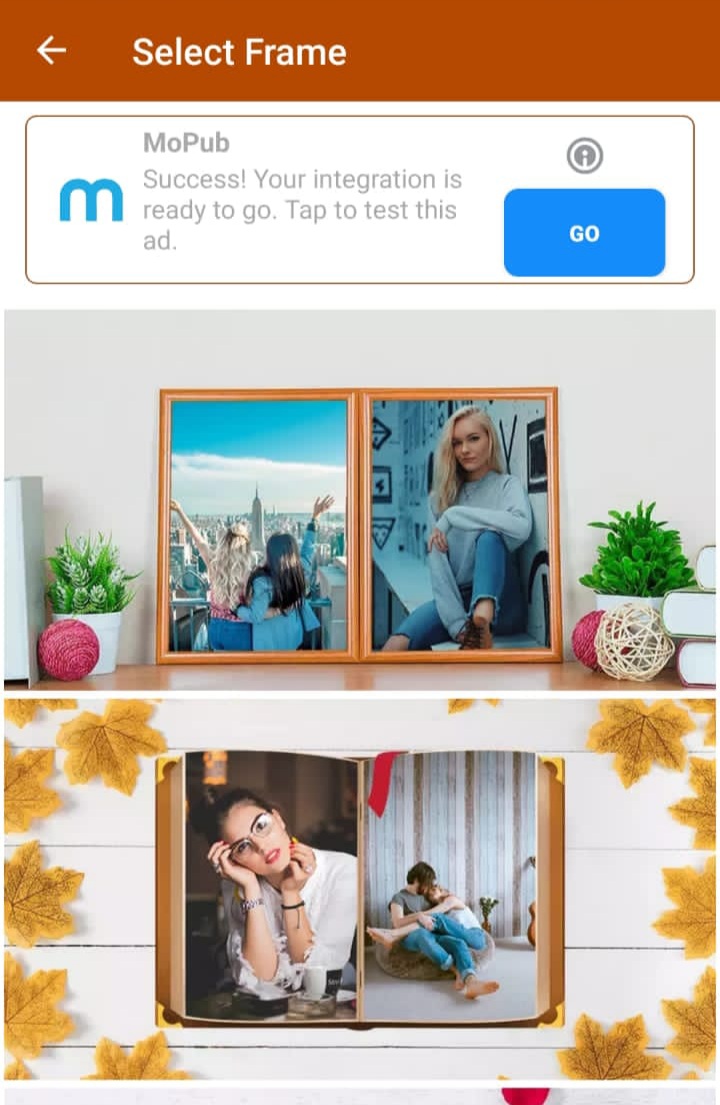 Select Frame
MoPub
Success! Your integration is
ready to go. Tap to test this
ad.
GO